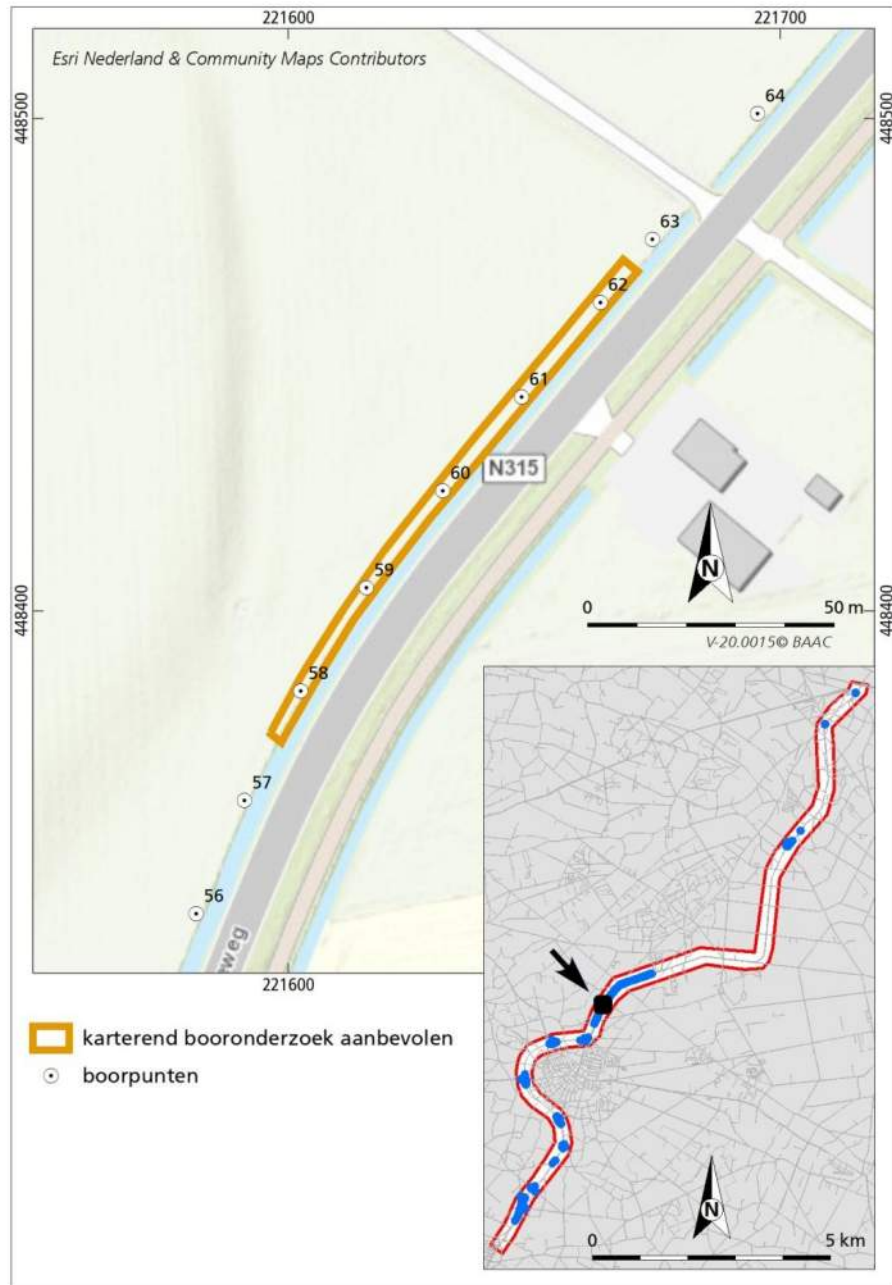 221600
221700
Esri Nederland & Community Maps Contributors
448500
448500
64
63
62
61
60
N315
59
N
448400
448400
0
50 m
V-20.0015© BAAC
58
57
56
eweg
221600
karterend booronderzoek aanbevolen
boorpunten
N
0
5 km